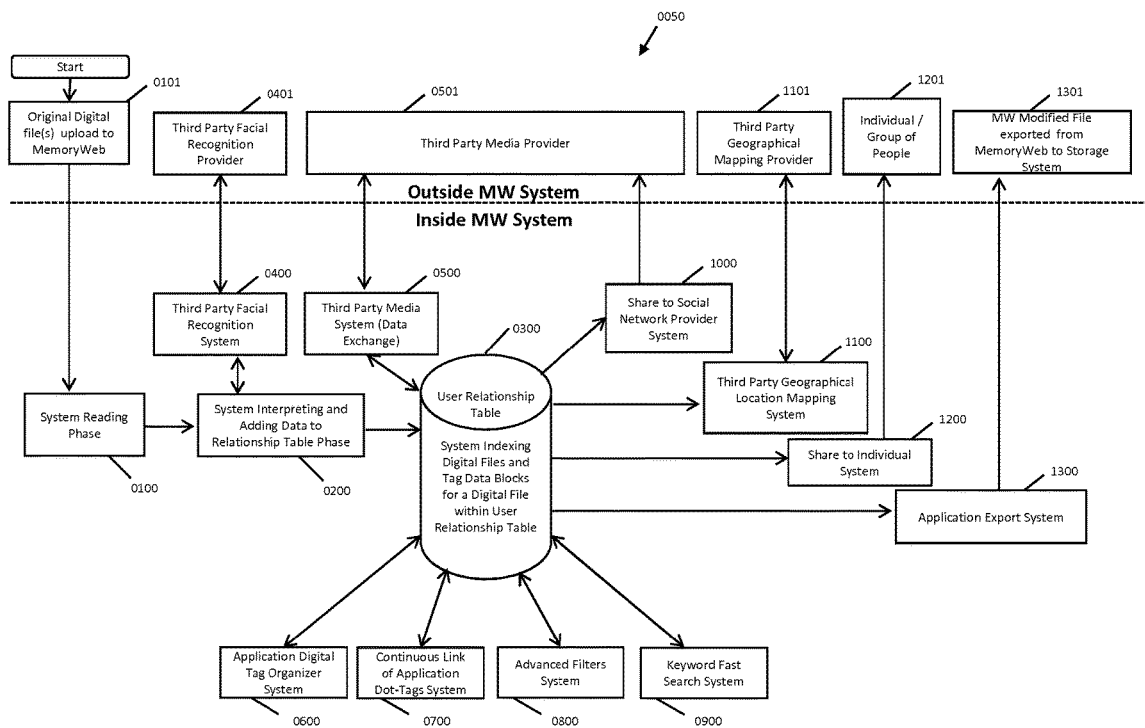 0050
Start
0101
Original Digital
file(s) upload to
MemoryWeb
0401
Third Party Facial
Recognition
Provider
0501
Third Party Media Provider
1101
Third Party
Geographical
Mapping Provider
1201
Individual /
Group of
People
1301
MW Modified File
exported from
MemoryWeb to Storage
System
Outside MW System
Inside MW System
0400
Third Party Facial
Recognition
System
0500
Third Party Media
System (Data
Exchange)
1000
Share to Social
Network Provider
System
0300
User Relationship
Table
System Indexing
Digital Files and
Tag Data Blocks
for a Digital File
within User
Relationship Table
1100
Third Party Geographical
Location Mapping
System
System Reading
Phase
0100
System Interpreting and
Adding Data to
Relationship Table Phase
0200
1200
Share to Individual
System
1300
Application Export System
Application Digital
Tag Organizer
System
0600
Continuous Link
of Application
Dot-Tags System
0700
Advanced Filters
System
0800
Keyword Fast
Search System
0900